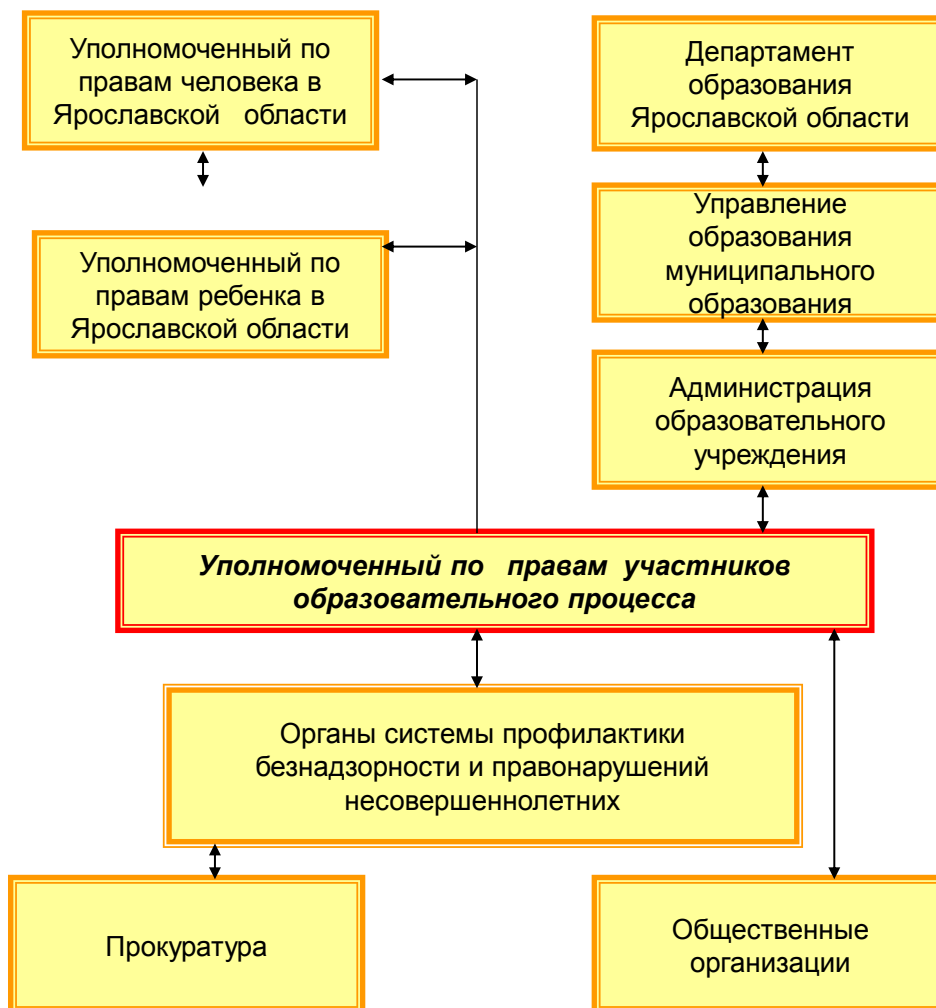 Уполномоченный по
правам человека в
Ярославской области
Департамент
образования
Ярославской области
Управление
образования
муниципального
образования
Уполномоченный по
правам ребенка в
Ярославской области
Администрация
образовательного
учреждения
Уполномоченный по правам участников
образовательного процесса
Органы системы профилактики
безнадзорности и правонарушений
несовершеннолетних
Прокуратура
Общественные
организации